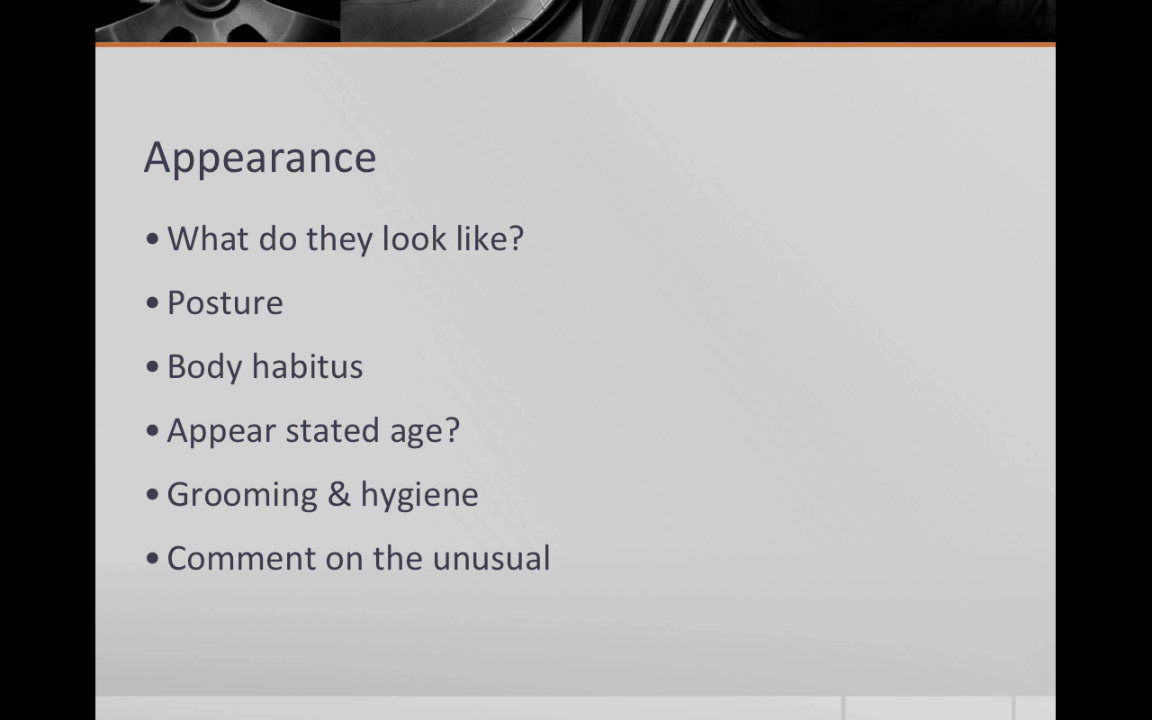 Appearance
• What do they look like?
• Posture
• Body habitus
• Appear stated age?
• Grooming & hygiene
• Comment on the unusual